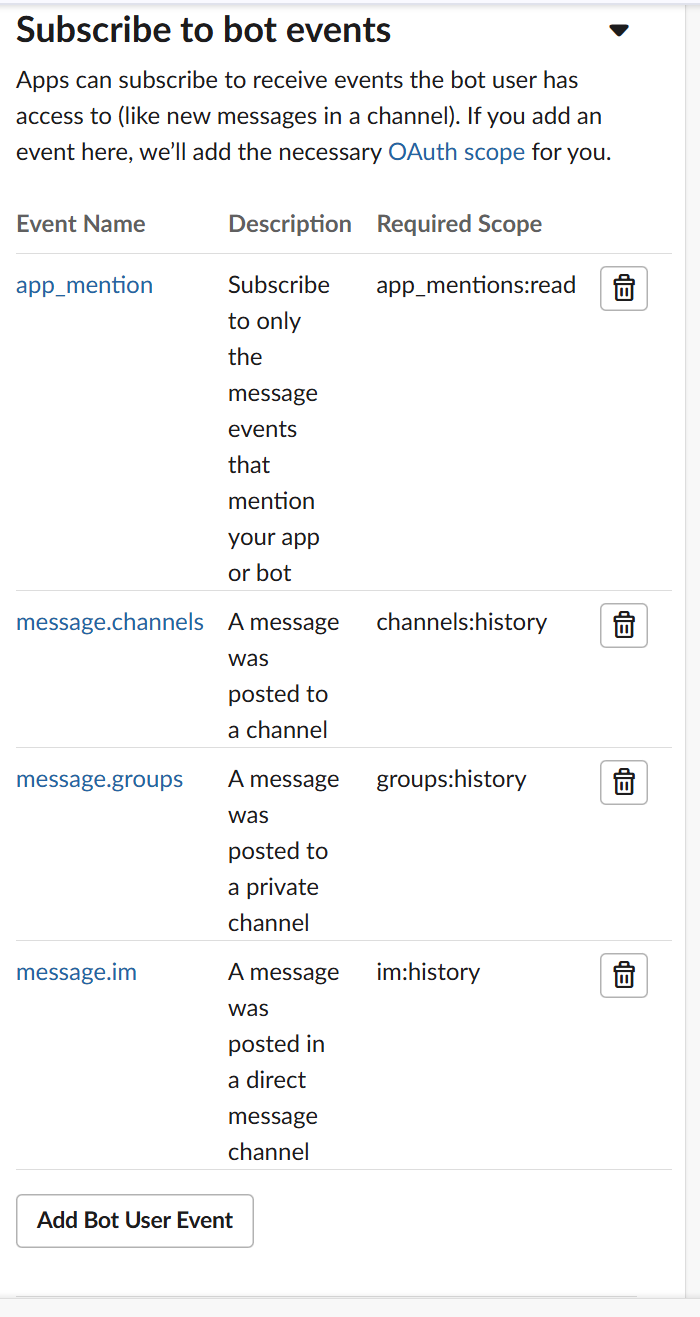 Subscribe to bot events
Apps can subscribe to receive events the bot user has
access to (like new messages in a channel). If you add an
event here, we’ll add the necessary OAuth scope for you.
Event Name Description Required Scope
app_mention Subscribe app_mentions:read
to only
the
message
events
that
mention
your app
or bot
message.channels A message channels:history
was
posted to
a channel
message.groups A message groups:history
was
posted to
a private
channel
message.im A message im:history
was
posted in
a direct
message
channel
Add Bot User Event